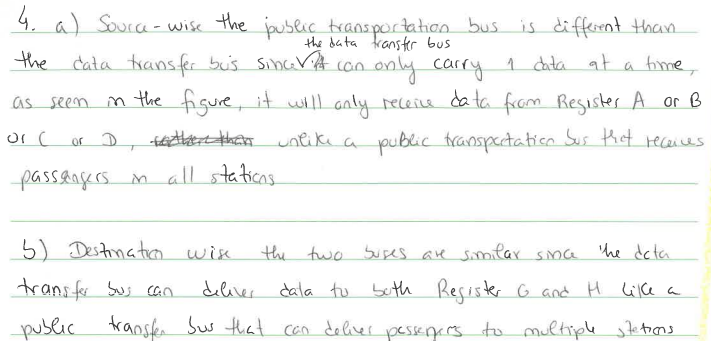 4. a) Source-wise the public transportation bus is different than
the data transfer bus
the data transfer bus since it can only carry 1 data at a time,
as seen in the figure, it will only receive data from Register A or B
or C or D, unlike a public transportation bus that receives
passengers in all stations
b) Destination wise the two buses are similar since the data
transfer bus can deliver data to both Register G and H like a
public transfer bus that can deliver passengers to multiple stations